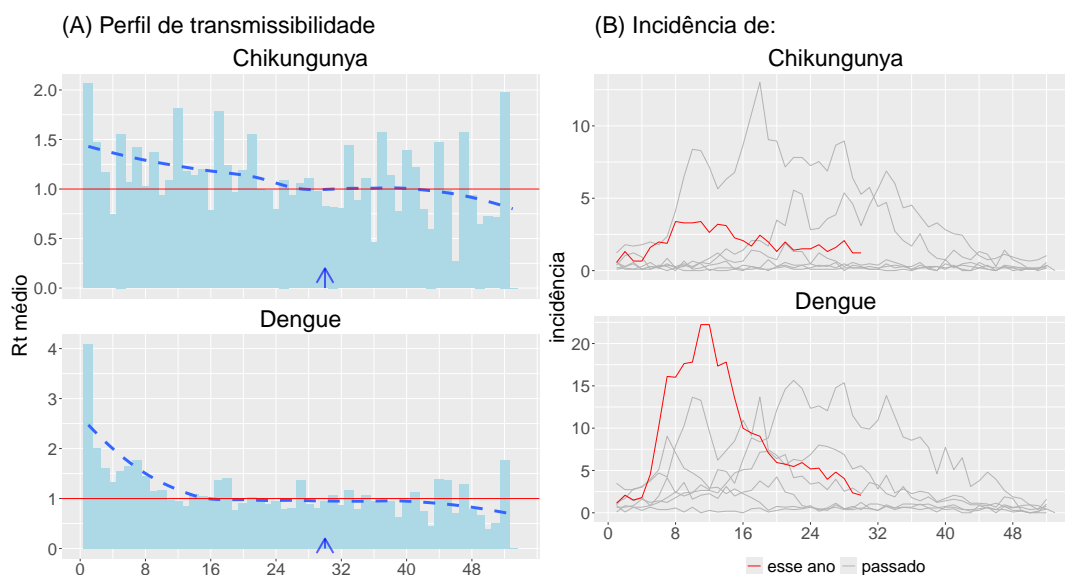 (A) Perfil de transmissibilidade
Chikungunya
2.0
1.5
1.0
0.5
0.0
Dengue
4
3
2
1
0
0 8 16 24 32 40 48
Rt médio
(B) Incidência de:
Chikungunya
10
5
0
Dengue
20
15
10
5
0
0 8 16 24 32 40 48
incidência
esse ano passado